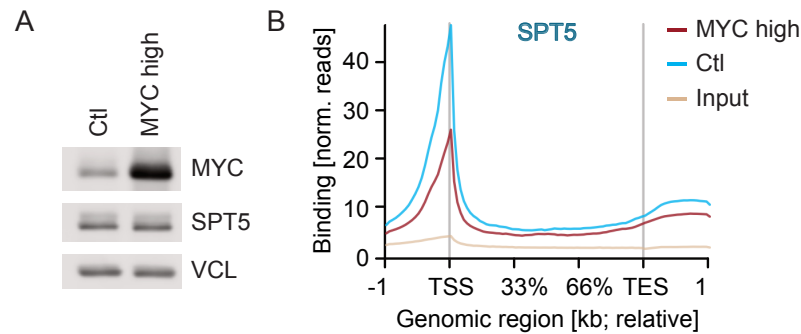 A
Ctl
MYC high
MYC
SPT5
VCL
B
SPT5
MYC high
Ctl
Input
Binding [norm. reads]
40
30
20
10
0
-1 TSS 33% 66% TES 1
Genomic region [kb; relative]